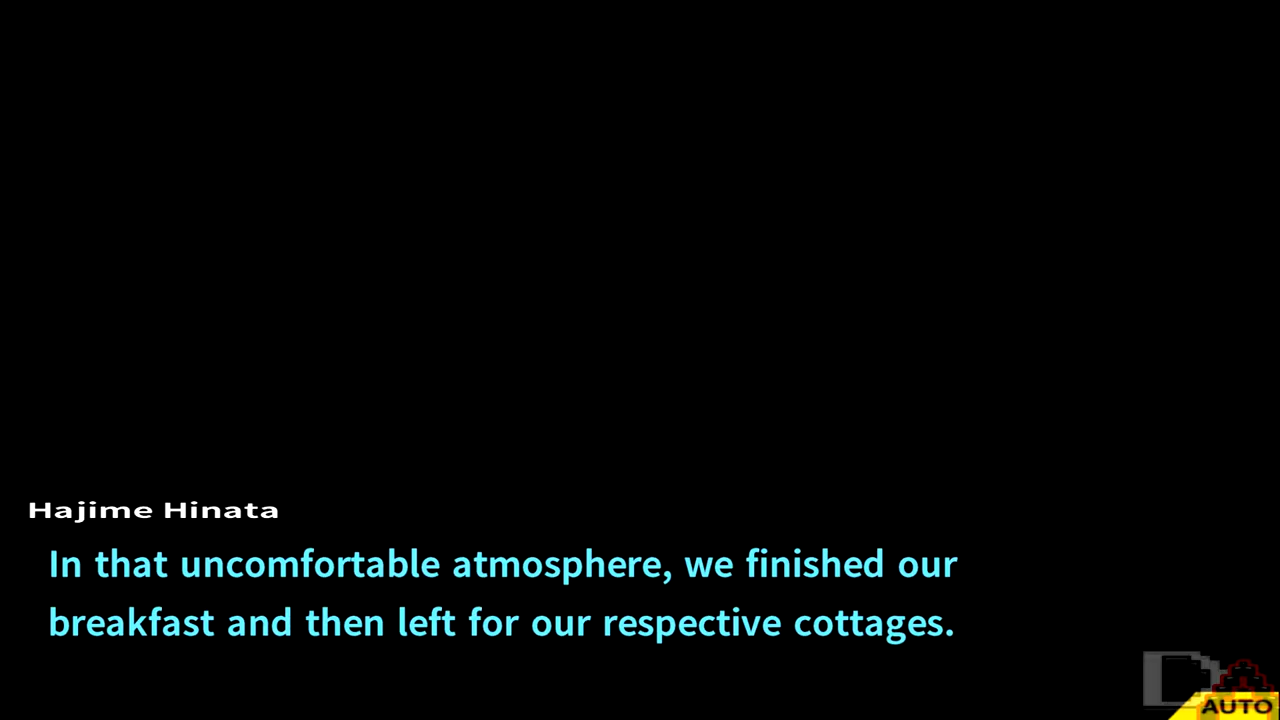 Hajime Hinata
In that uncomfortable atmosphere, we finished our
breakfast and then left for our respective cottages.
AUTO